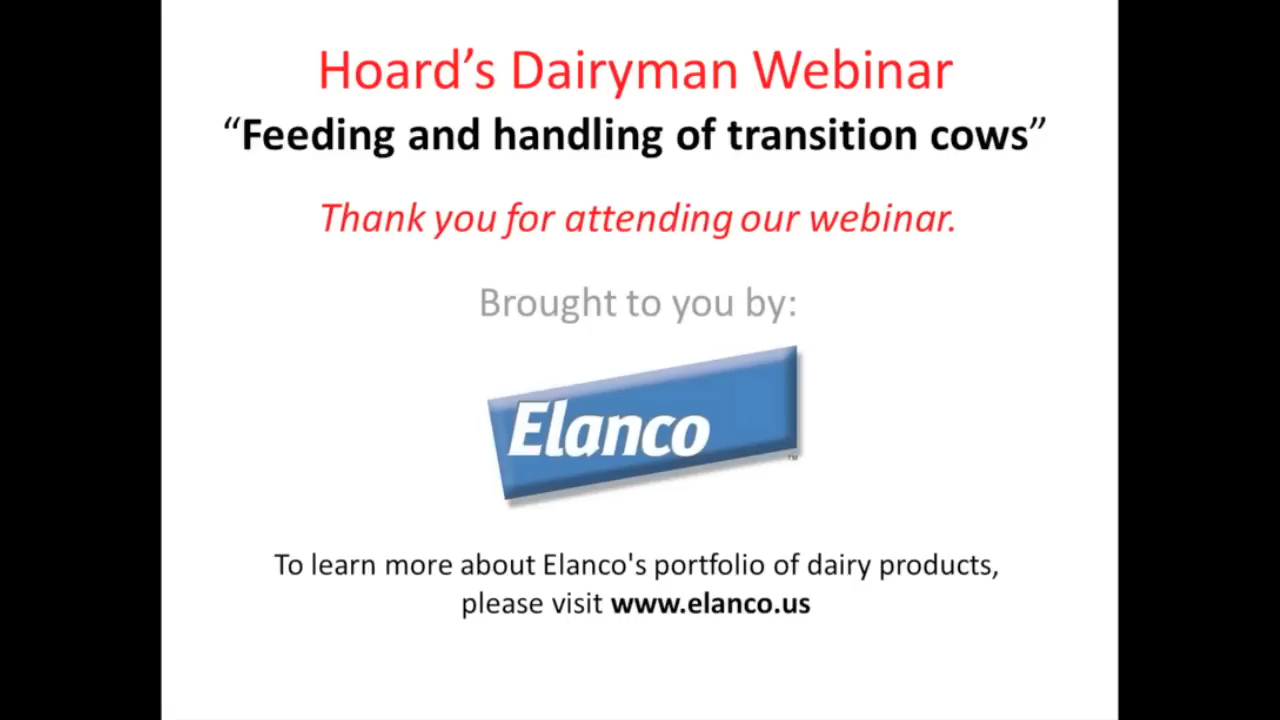 Hoard’s Dairyman Webinar
“Feeding and handling of transition cows”
Thank you for attending our webinar.
Brought to you by:
Elanco
TM
To learn more about Elanco's portfolio of dairy products,
please visit www.elanco.us